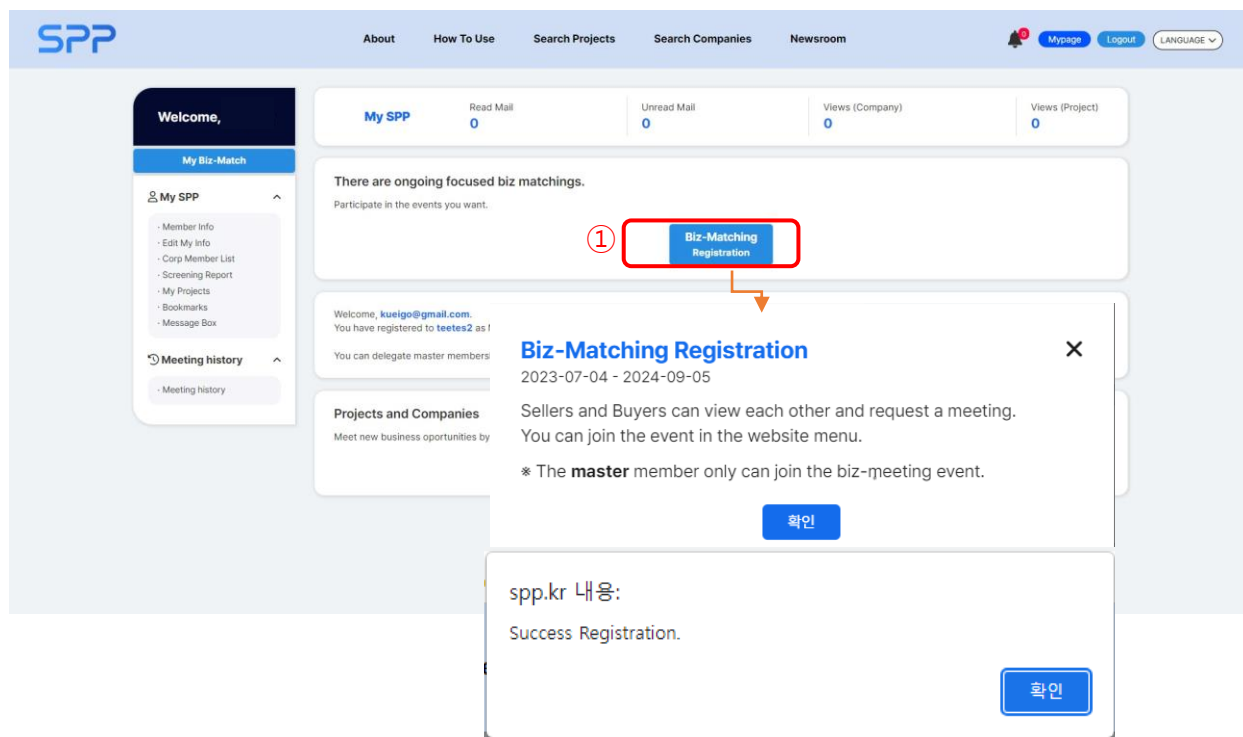 SPP
About How To Use Search Projects Search Companies Newsroom
0 Mypage Logout LANGUAGE
Welcome,
My Biz-Match
My SPP
· Member Info
· Edit My Info
· Corp Member List
· Screening Report
· My Projects
· Bookmarks
· Message Box
Meeting history
· Meeting history
My SPP
Read Mail
0
Unread Mail
0
Views (Company)
0
Views (Project)
0
There are ongoing focused biz matchings.
Participate in the events you want.
①
Biz-Matching
Registration
Welcome, kueigo@gmail.com.
You have registered to teetes2 as
You can delegate master members
Projects and Companies
Meet new business oportunities by
Biz-Matching Registration
2023-07-04 - 2024-09-05
Sellers and Buyers can view each other and request a meeting.
You can join the event in the website menu.
※ The master member only can join the biz-meeting event.
확인
spp.kr 내용:
Success Registration.
확인